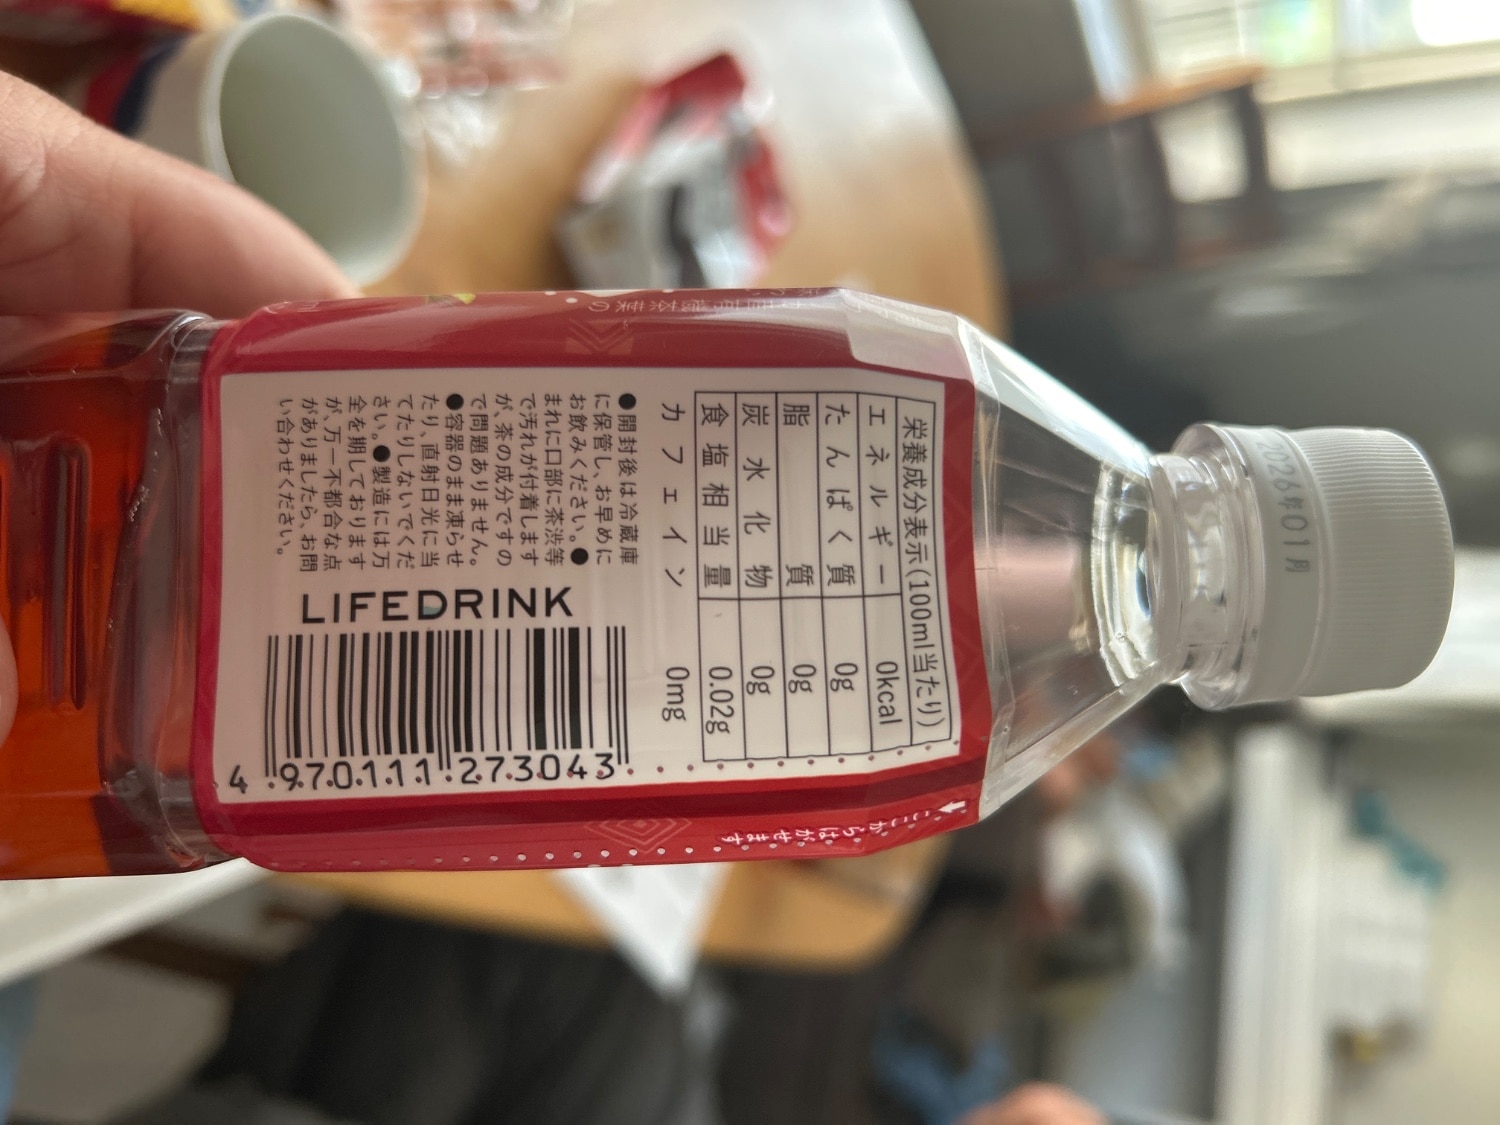 2026年01月
栄養成分表示(100ml当たり)
エネルギー 0kcal
たんぱく質 0g
脂質 0g
炭水化物 0g
食塩相当量 0.02g
カフェイン 0mg
●開封後は冷蔵庫
に保管し、お早めに
お飲みください。●
まれに口部に茶渋等
で汚れが付着します
が、茶の成分ですの
で問題ありません。
●容器のまま凍らせ
たり、直射日光に当
てたりしないでくだ
さい。●製造には万
全を期しております
が、万一不都合な点
がありましたら、お問
い合わせください。
LIFEDRINK
4 970111 273043
ここからはがせます